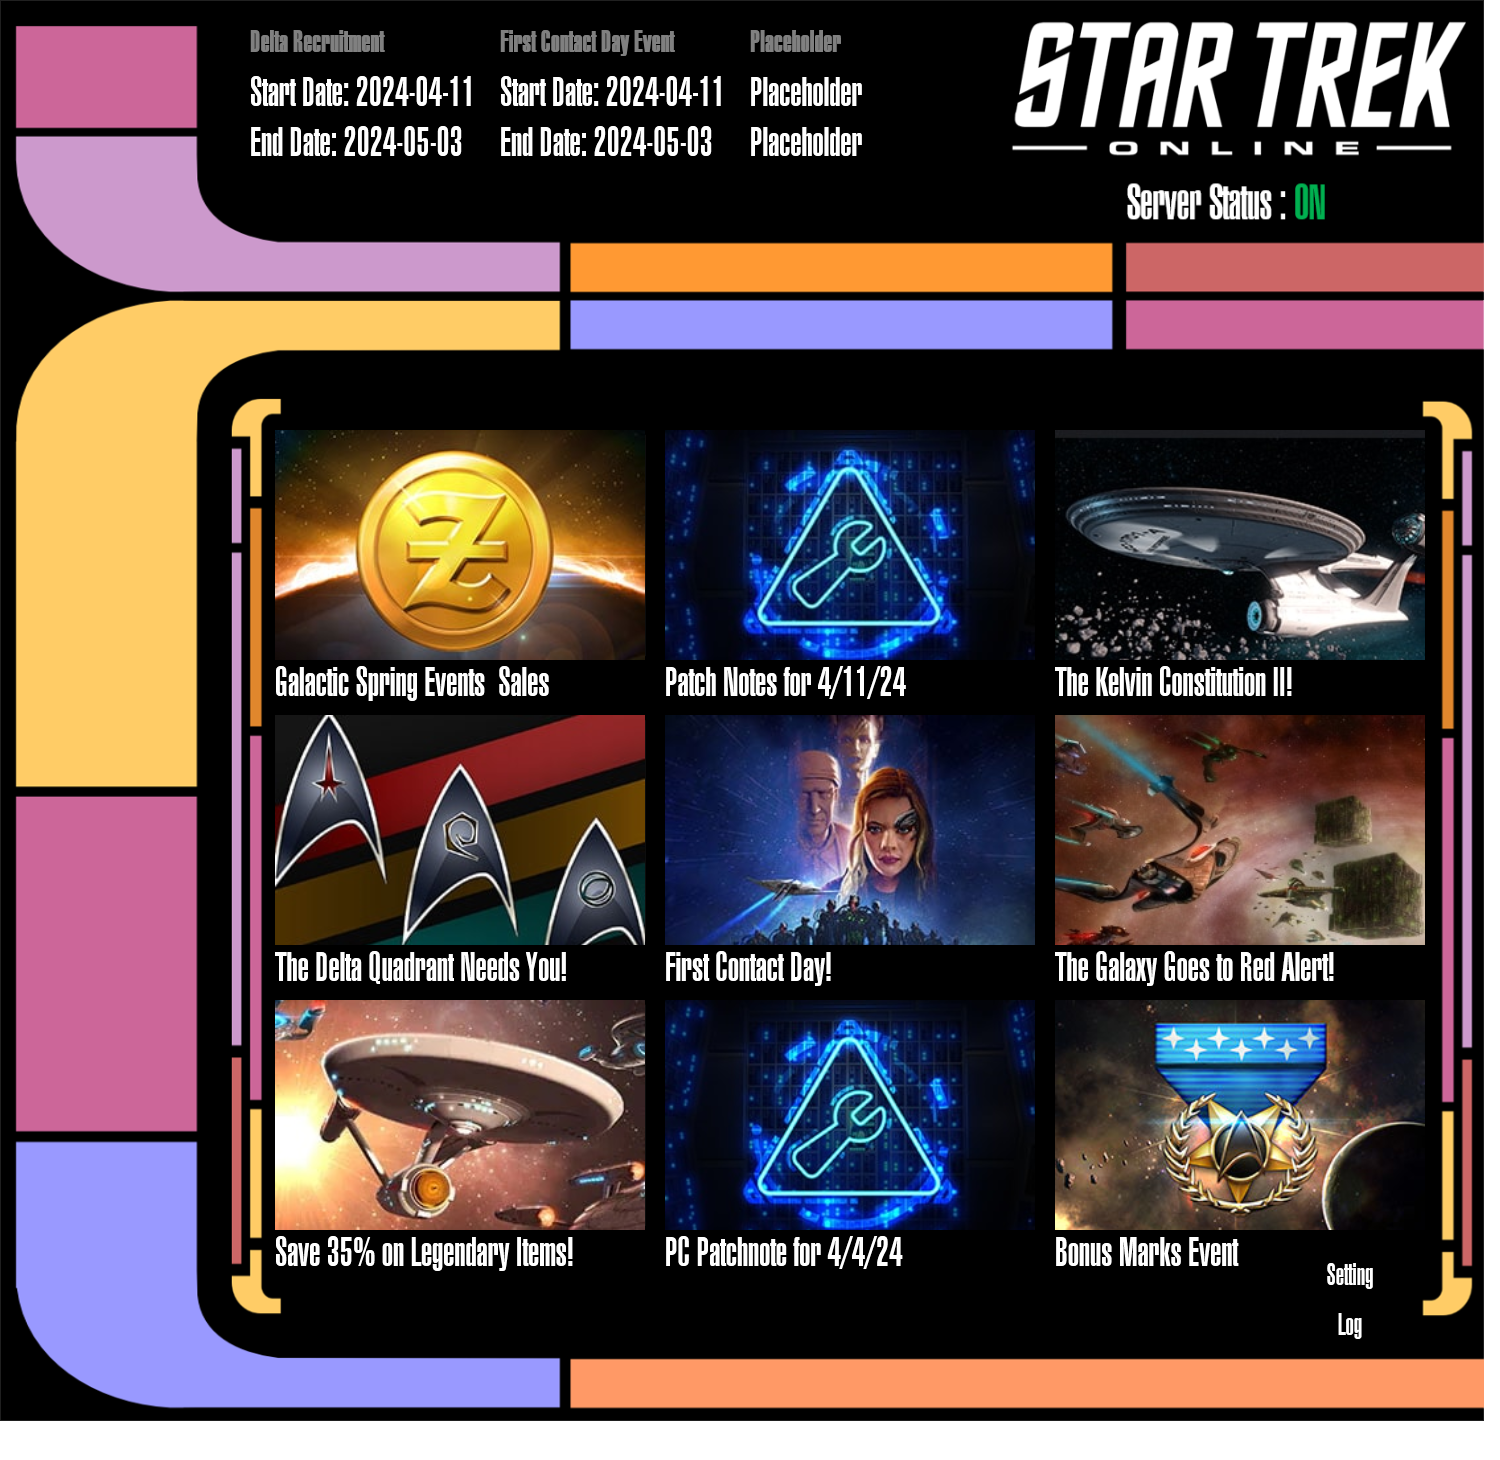 Delta Recruitment
Start Date: 2024-04-11
End Date: 2024-05-03
First Contact Day Event
Start Date: 2024-04-11
End Date: 2024-05-03
Placeholder
Placeholder
Placeholder
STAR TREK
ONLINE
Server Status : ON
Galactic Spring Events  Sales
Patch Notes for 4/11/24
The Kelvin Constitution II!
The Delta Quadrant Needs You!
First Contact Day!
The Galaxy Goes to Red Alert!
Save 35% on Legendary Items!
PC Patchnote for 4/4/24
Bonus Marks Event
Setting
Log